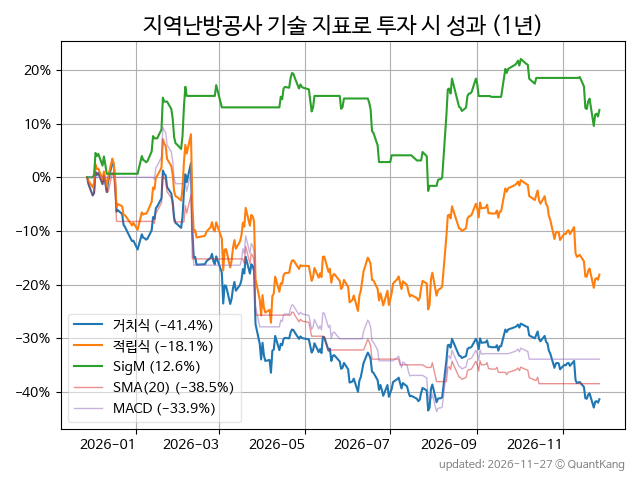 지역난방공사 기술 지표로 투자 시 성과 (1년)
20%
10%
0%
−10%
−20%
−30%
−40%
거치식 (−41.4%)
적립식 (−18.1%)
SigM (12.6%)
SMA(20) (−38.5%)
MACD (−33.9%)
2026-01 2026-03 2026-05 2026-07 2026-09 2026-11
updated: 2026-11-27 © QuantKang